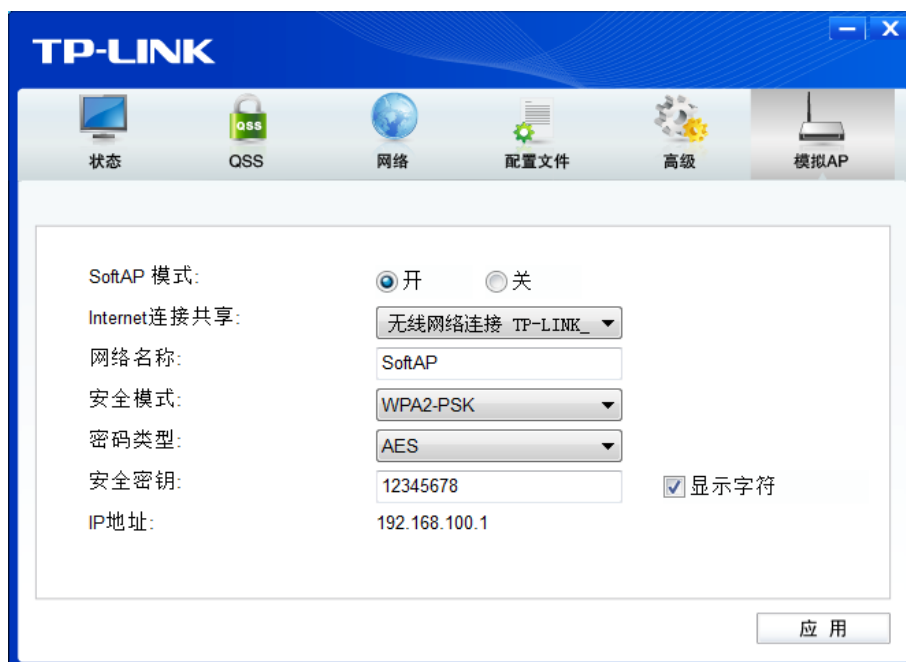 TP-LINK
QSS
状态 QSS 网络 配置文件 高级 模拟AP
SoftAP 模式: 开 关
Internet连接共享: 无线网络连接 TP-LINK_
网络名称: SoftAP
安全模式: WPA2-PSK
密码类型: AES
安全密钥: 12345678 显示字符
IP地址: 192.168.100.1
应 用